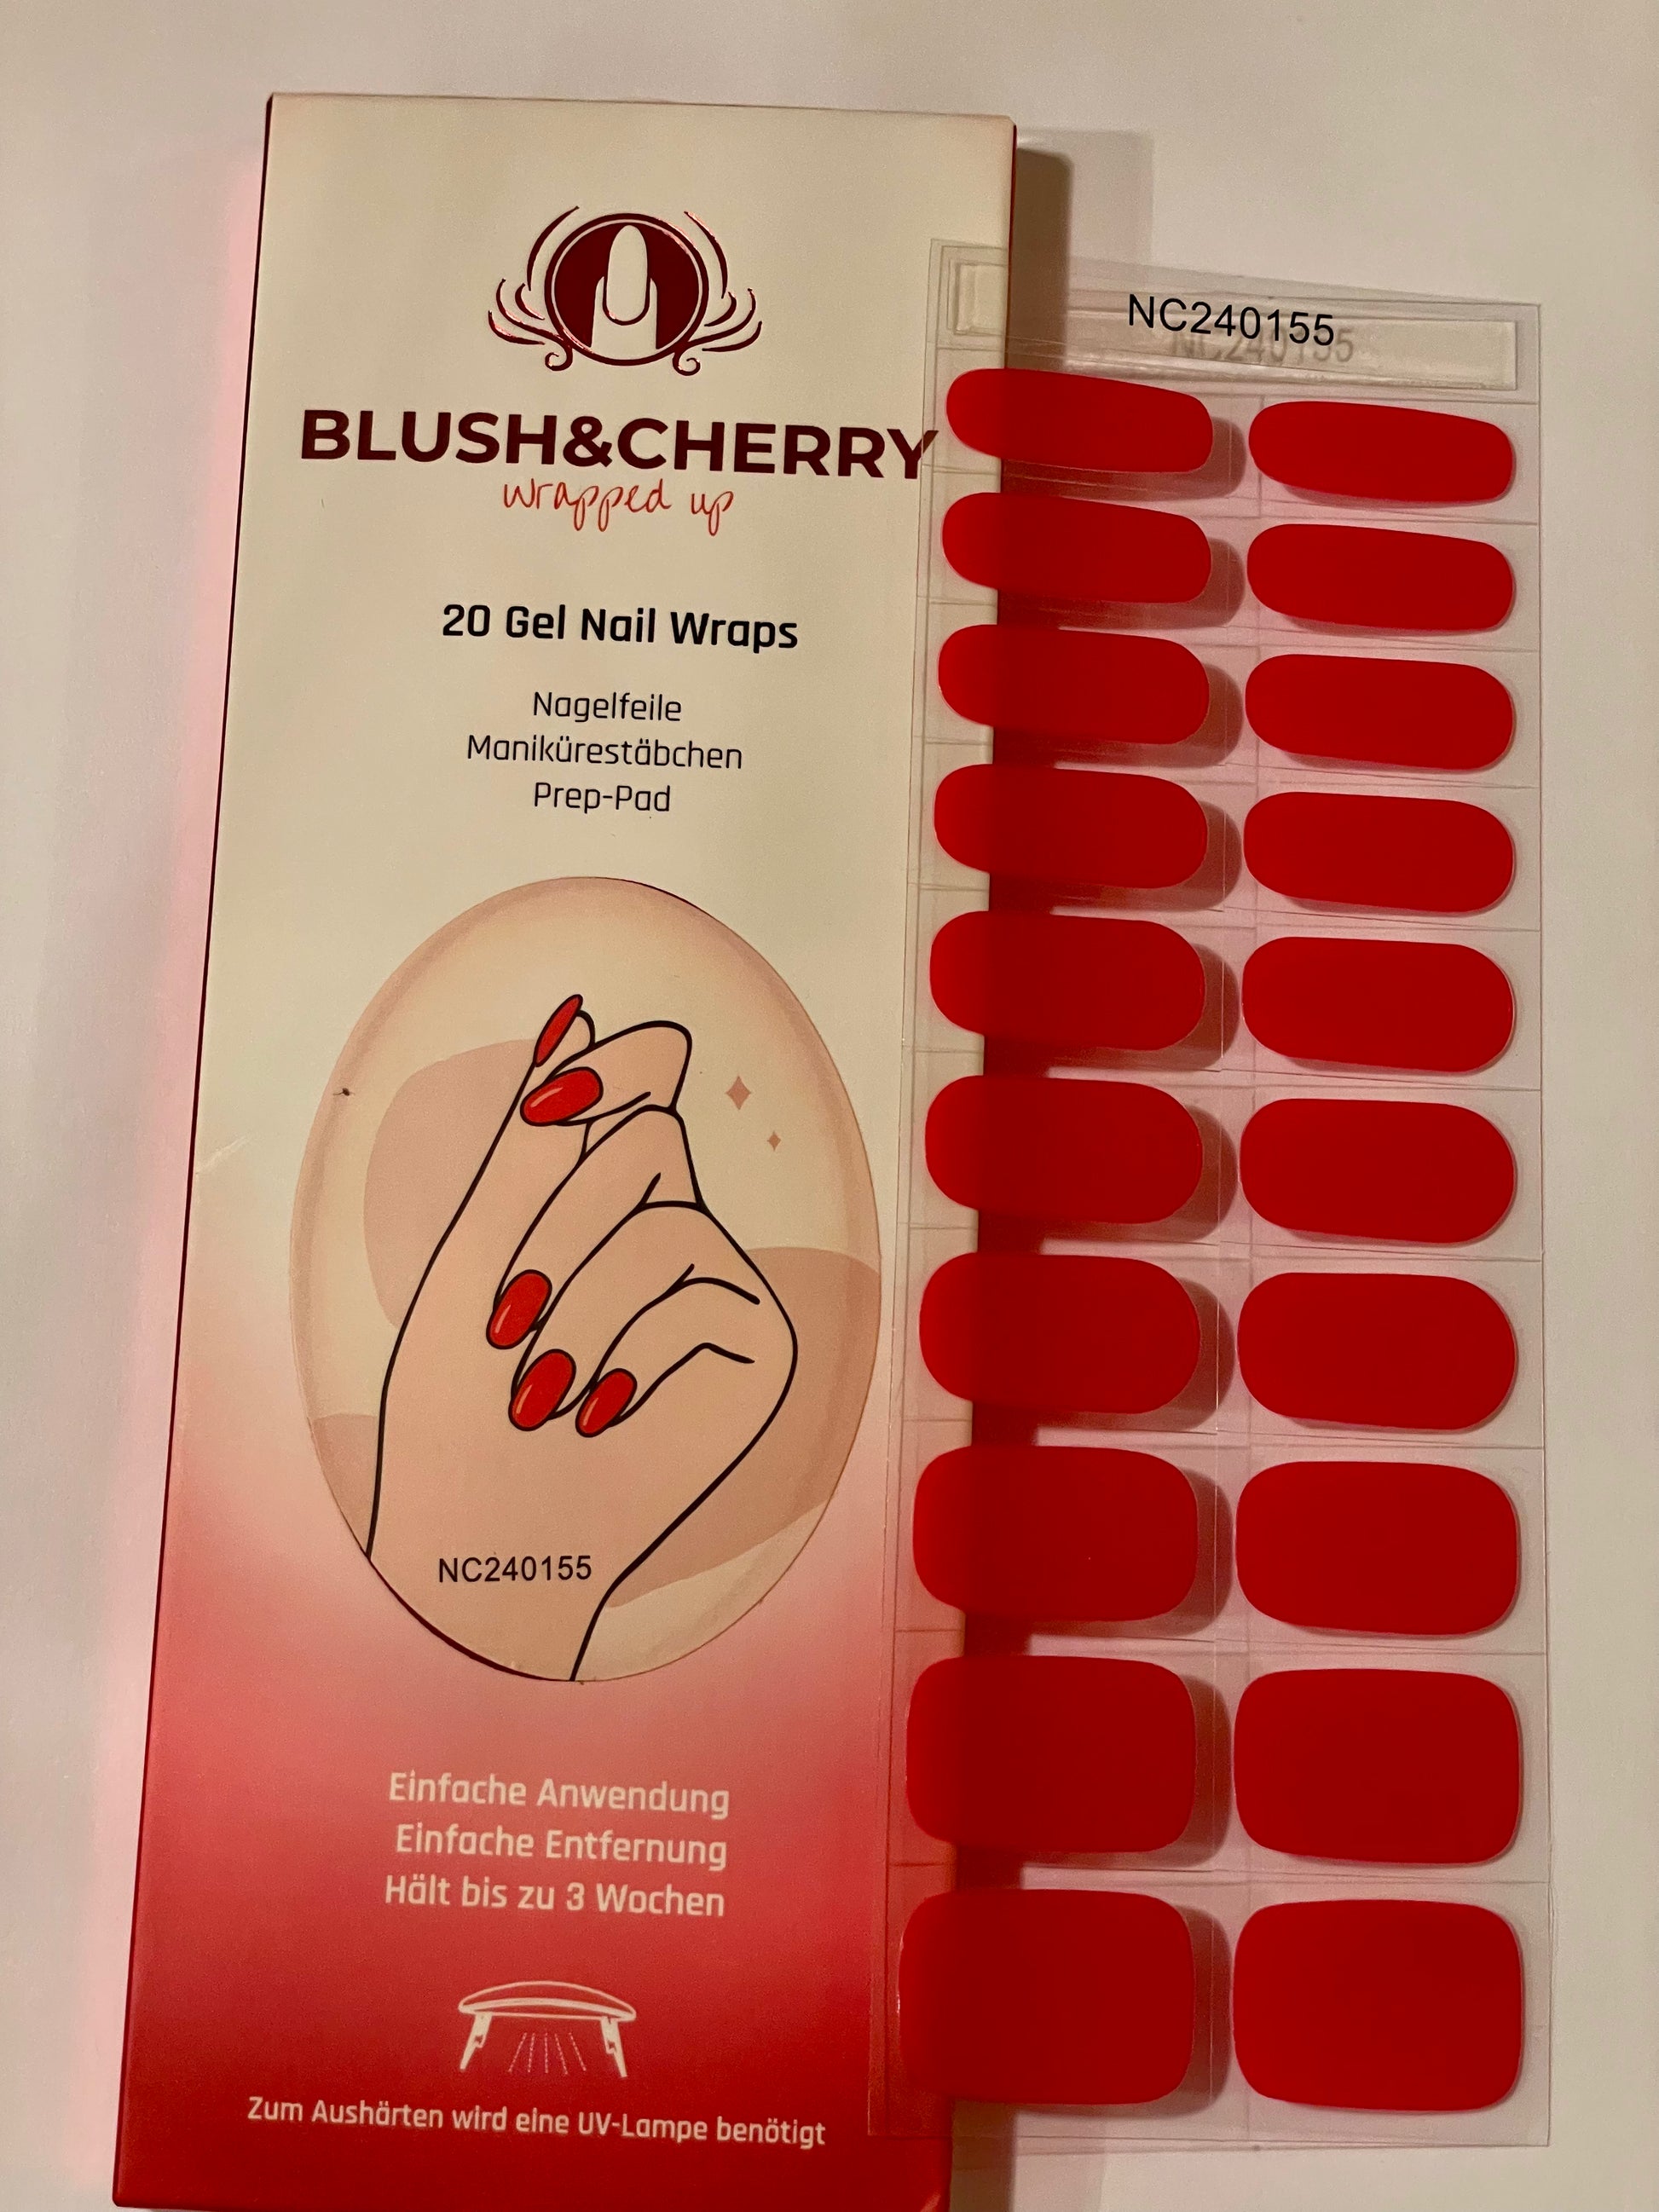 BLUSH&CHERRY
wrapped up
20 Gel Nail Wraps
Nagelfeile
Manikürestäbchen
Prep-Pad
NC240155
Einfache Anwendung
Einfache Entfernung
Hält bis zu 3 Wochen
Zum Aushärten wird eine UV-Lampe benötigt
NC240155